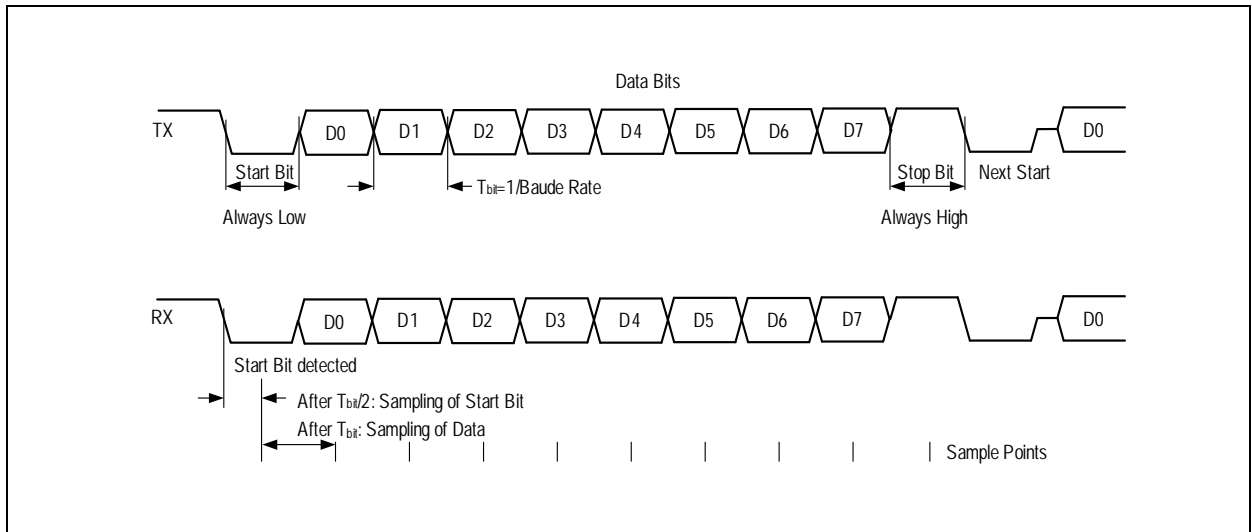 Data Bits
TX D0 D1 D2 D3 D4 D5 D6 D7 D0
Start Bit Stop Bit Next Start
Tbit=1/Baude Rate
Always Low Always High
RX D0 D1 D2 D3 D4 D5 D6 D7 D0
Start Bit detected
After Tbit/2: Sampling of Start Bit
After Tbit: Sampling of Data
Sample Points